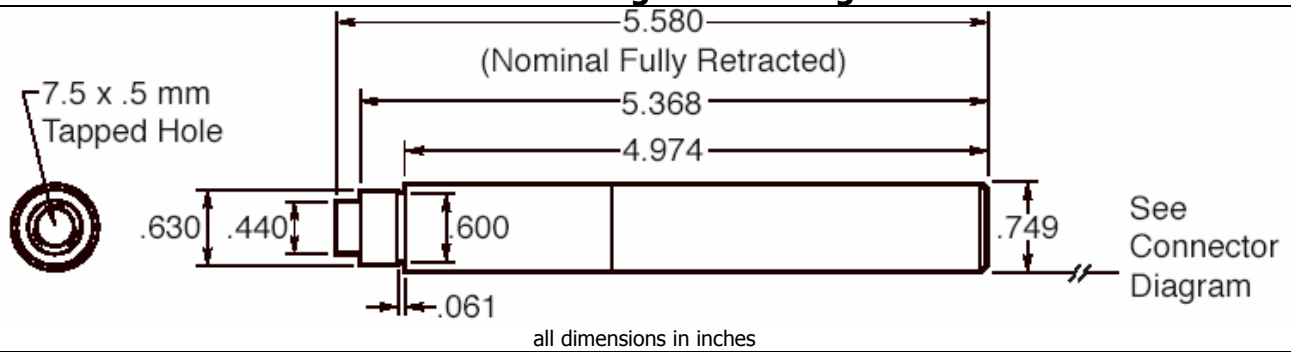 5.580
(Nominal Fully Retracted)
7.5 x .5 mm
Tapped Hole
5.368
4.974
.630
.440
.600
.749
See
Connector
Diagram
.061
all dimensions in inches